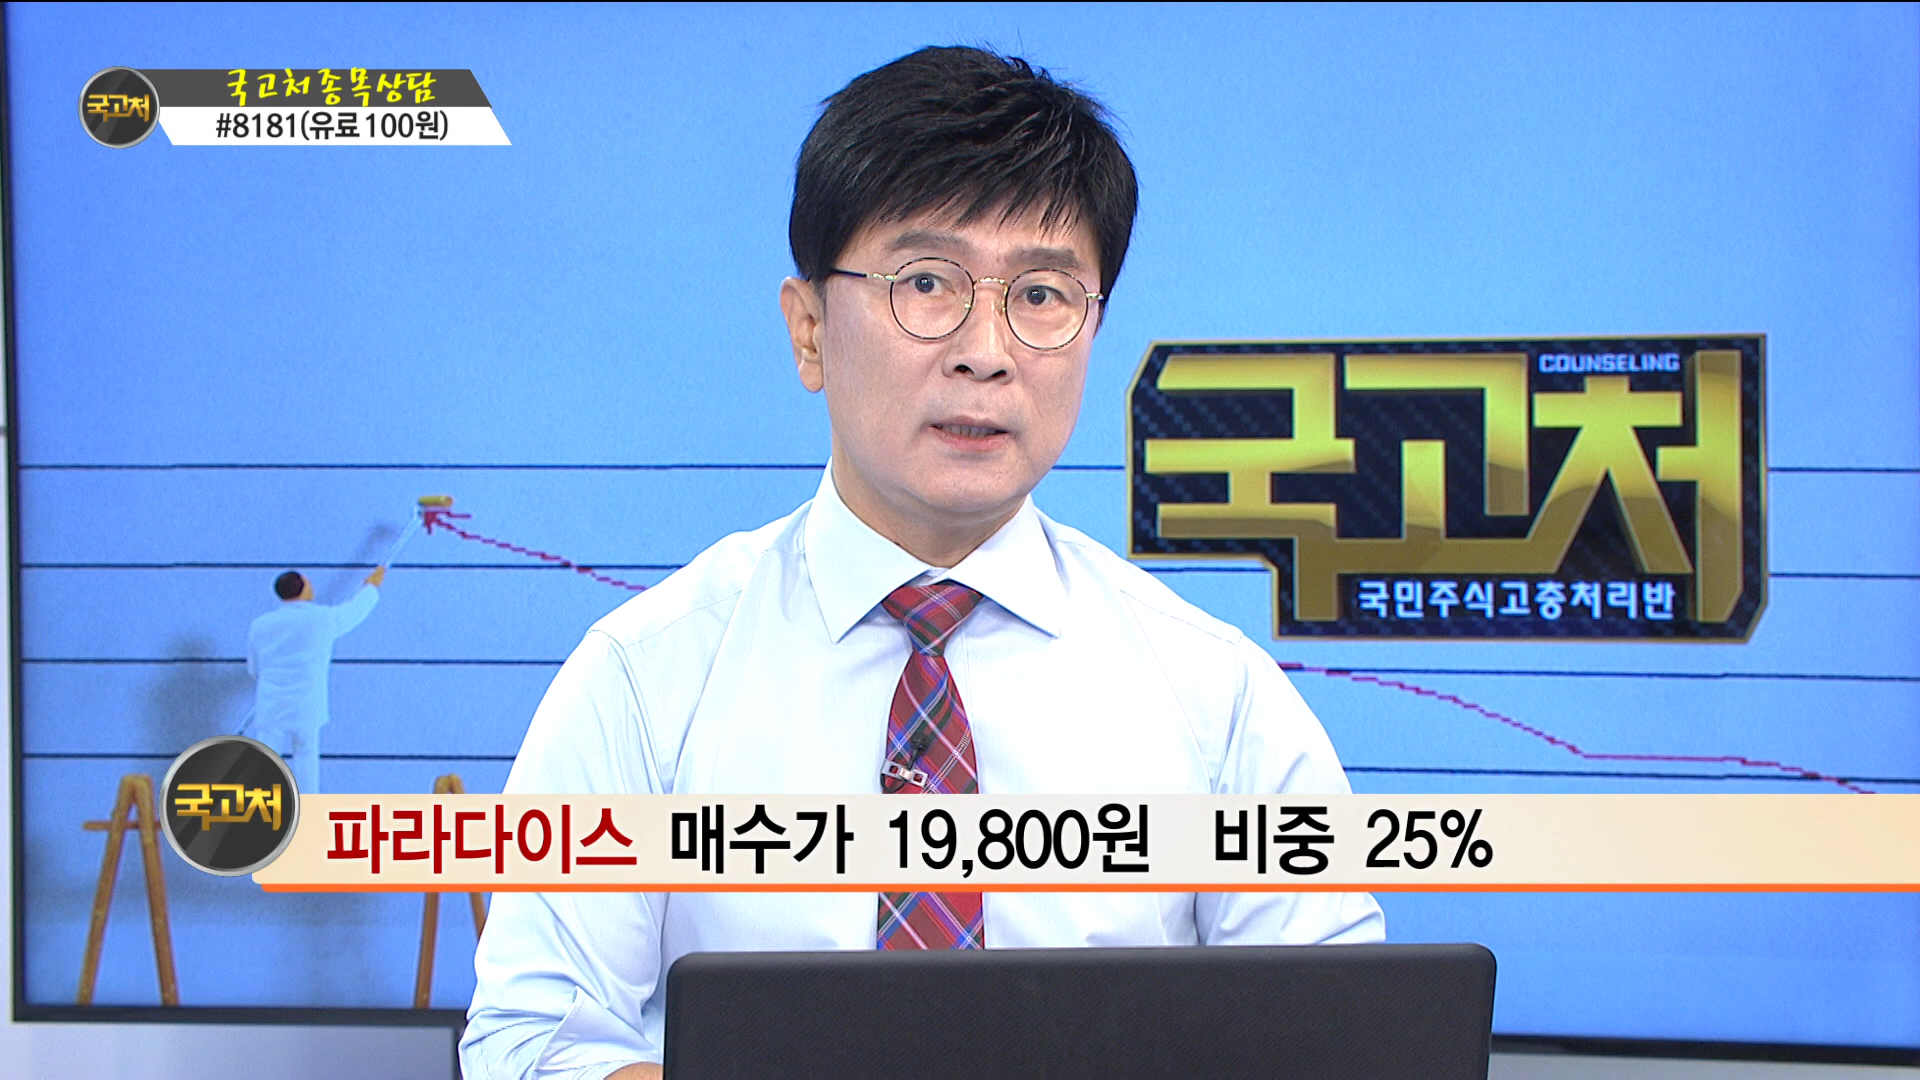 국고처
국고처 종목상담
#8181(유료 100원)
COUNSELING
국고처
국민주식고충처리반
국고처
파라다이스 매수가 19,800원 비중 25%